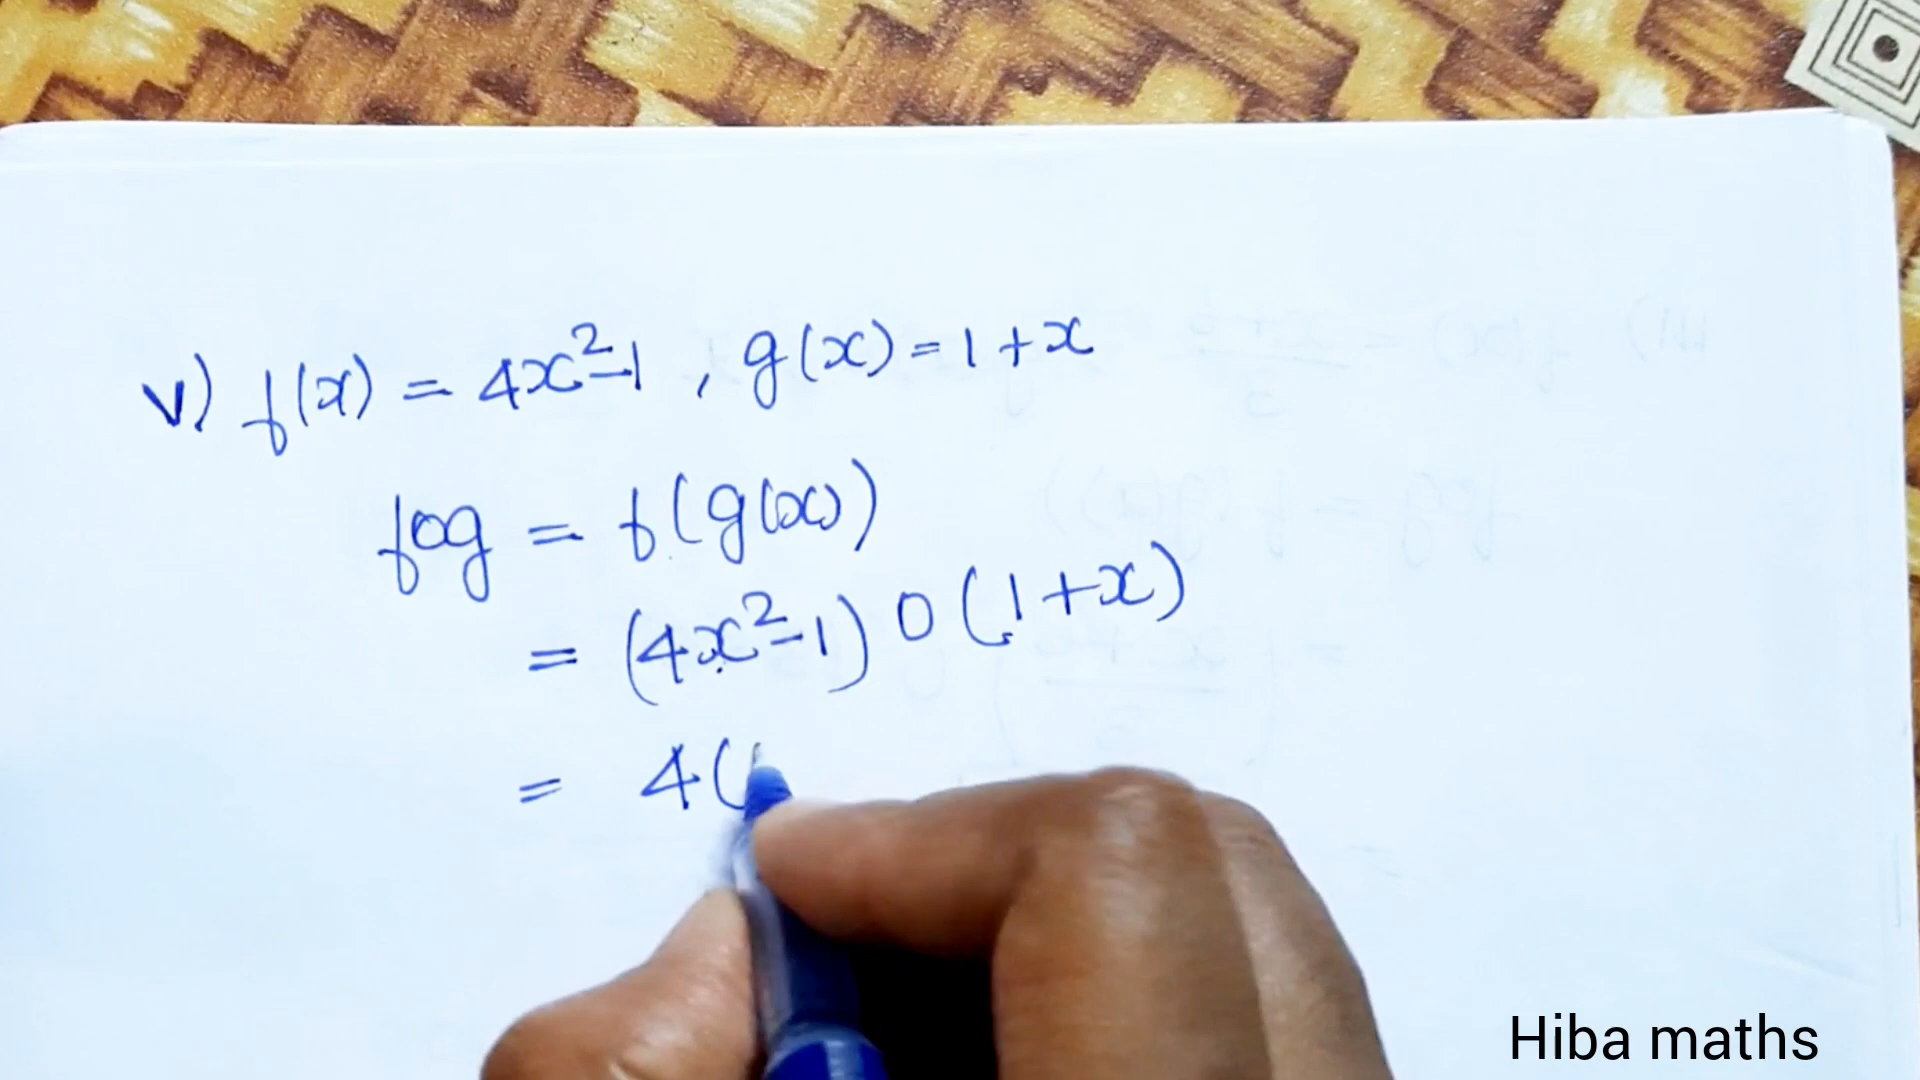 v) f(x) = 4x²-1 , g(x) = 1+x
fog = f(g(x))
= (4x²-1) O (1+x)
= 4(
Hiba maths